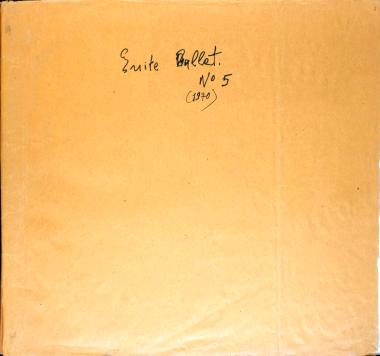 Suite Ballet.
Nº 5
(1970)